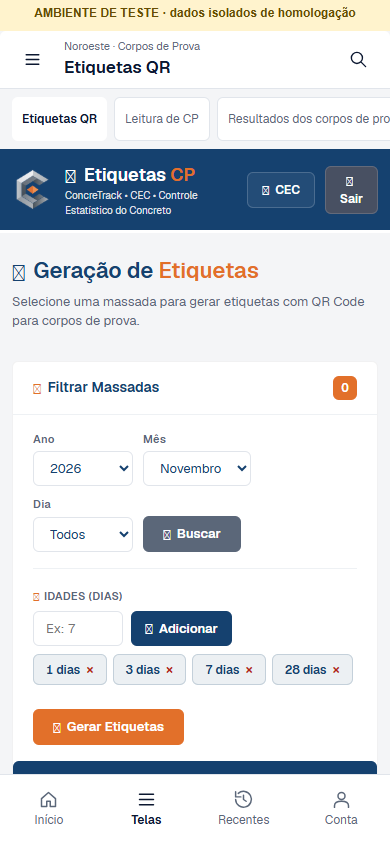 AMBIENTE DE TESTE · dados isolados de homologação
Noroeste · Corpos de Prova
Etiquetas QR
Etiquetas QR
Leitura de CP
Resultados dos corpos de pro
Etiquetas CP
ConcreTrack • CEC • Controle
Estatístico do Concreto
CEC
Sair
Geração de Etiquetas
Selecione uma massada para gerar etiquetas com QR Code
para corpos de prova.
Filtrar Massadas
0
Ano
Mês
2026
Novembro
Dia
Todos
Buscar
IDADES (DIAS)
Ex: 7
Adicionar
1 dias ×
3 dias ×
7 dias ×
28 dias ×
Gerar Etiquetas
Início
Telas
Recentes
Conta